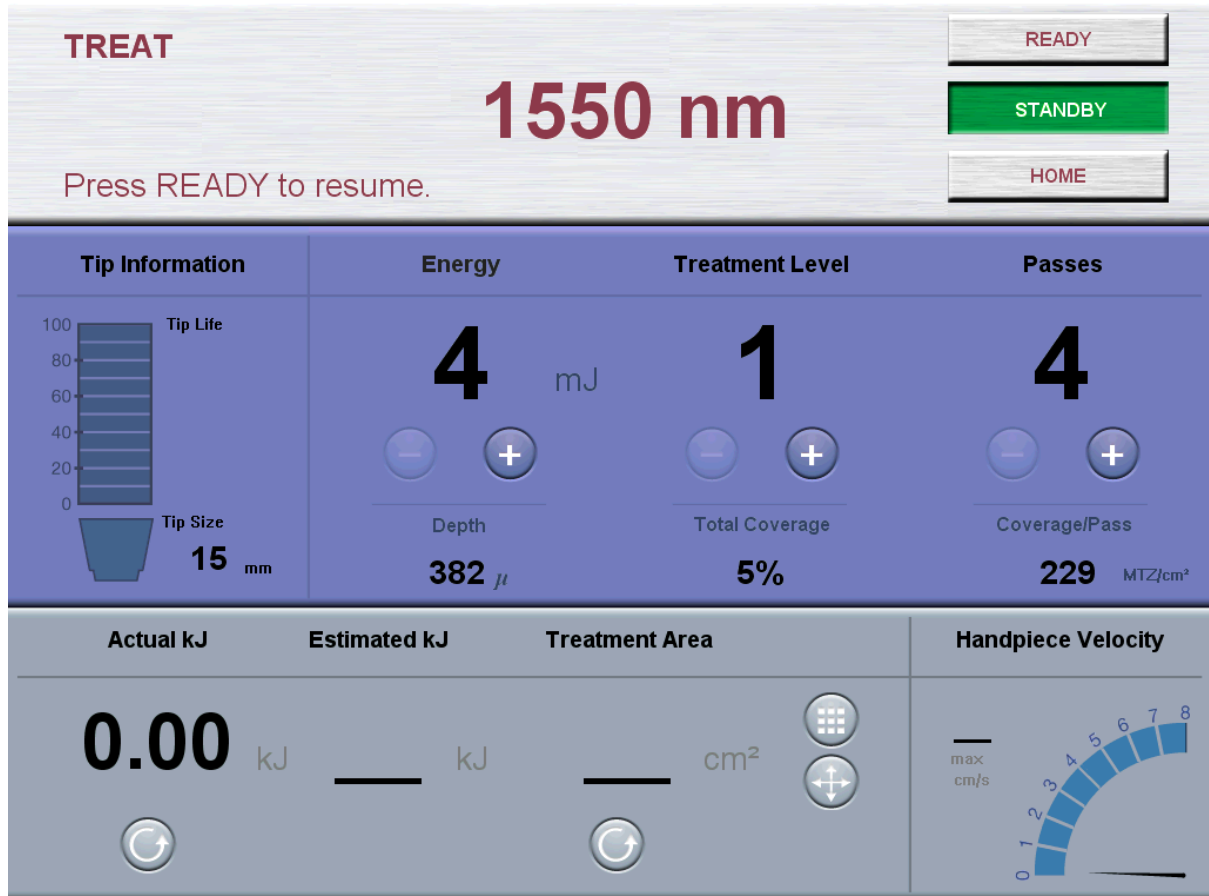 TREAT
READY
1550 nm
STANDBY
Press READY to resume.
HOME
Tip Information
Energy
Treatment Level
Passes
100
Tip Life
80
60
40
20
0
4 mJ
1
4
−
+
−
+
−
+
Tip Size
15 mm
Depth
Total Coverage
Coverage/Pass
382 µ
5%
229 MTZ/cm²
Actual kJ
Estimated kJ
Treatment Area
Handpiece Velocity
0.00 kJ
kJ
cm²
max
cm/s
0
1
2
3
4
5
6
7
8